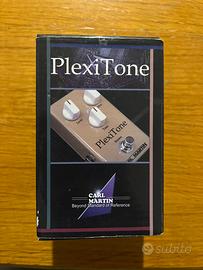 PlexiTone
PlexiTone
CARL
MARTIN
Beyond Standard of Reference
subito